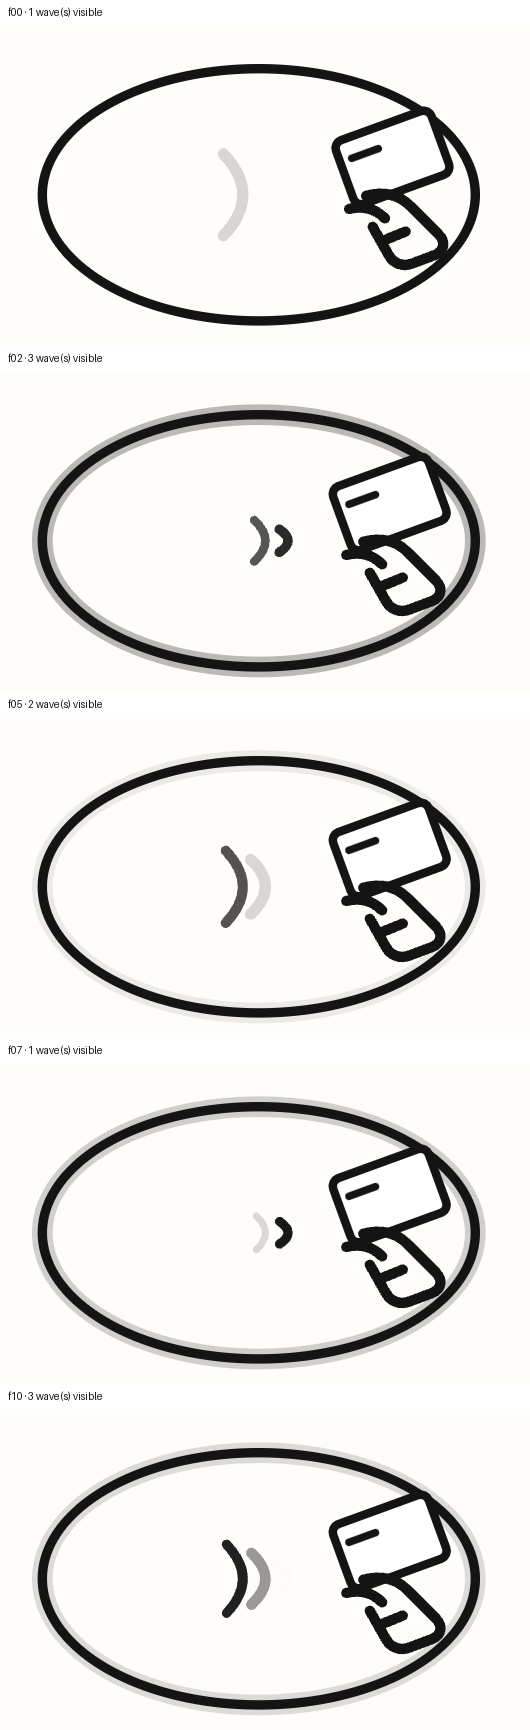 f00 · 1 wave(s) visible
f02 · 3 wave(s) visible
f05 · 2 wave(s) visible
f07 · 1 wave(s) visible
f10 · 3 wave(s) visible